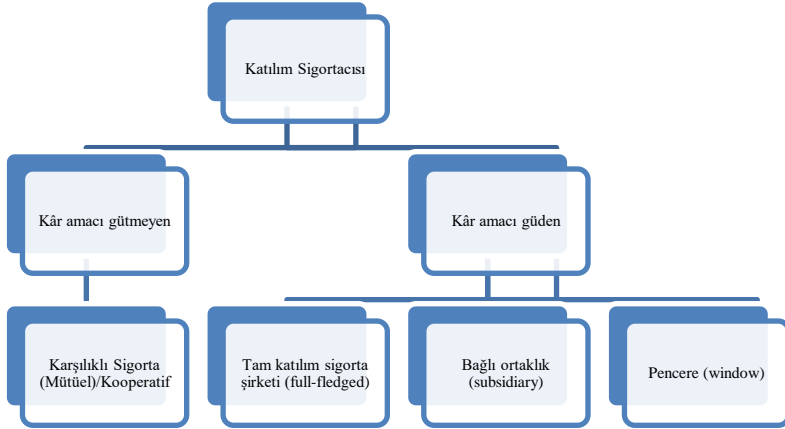 Katılım Sigortacısı
Kâr amacı gütmeyen
Kâr amacı güden
Karşılıklı Sigorta
(Mütüel)/Kooperatif
Tam katılım sigorta
şirketi (full-fledged)
Bağlı ortaklık
(subsidiary)
Pencere (window)